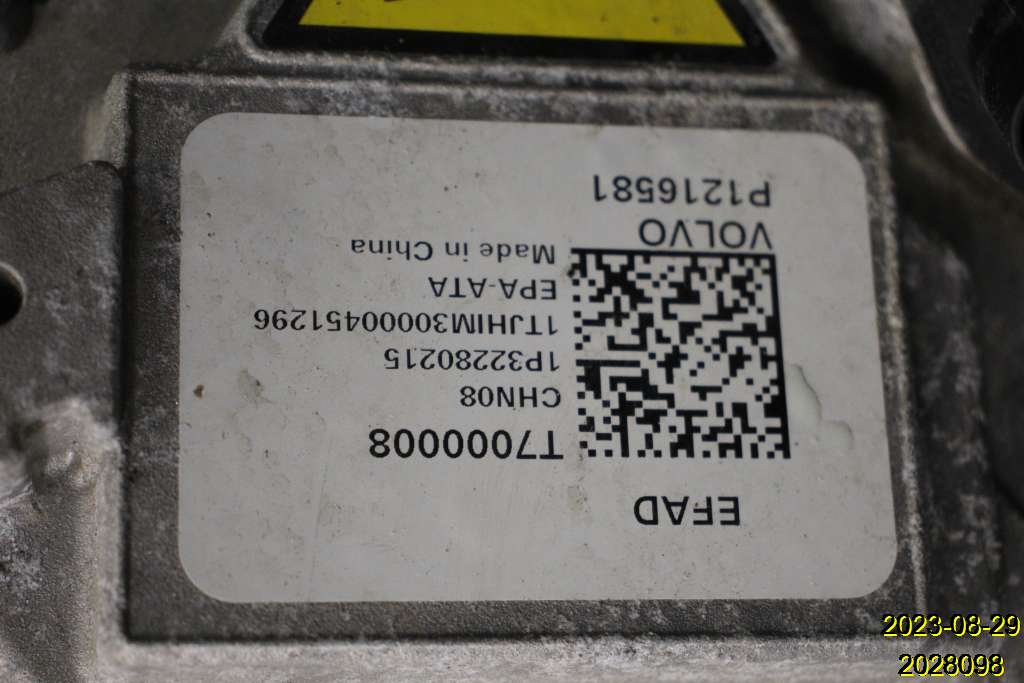 EFAD
T7000008
CHN08
1P32280215
1TJHIM30000451296
EPA-ATA
Made in China
VOLVO
P1216581
2023-08-29
2028098